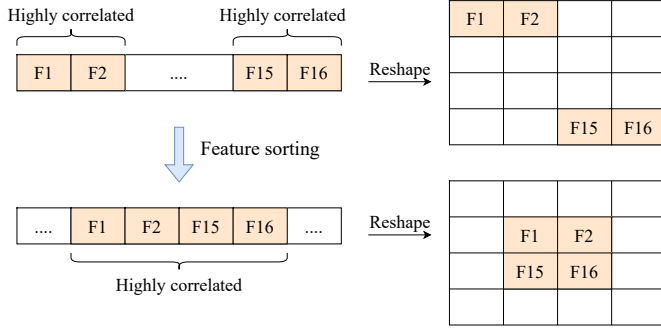 Highly correlated
Highly correlated
F1 F2 .... F15 F16
Reshape
F1 F2
F15 F16
Feature sorting
.... F1 F2 F15 F16 ....
Highly correlated
Reshape
F1 F2
F15 F16